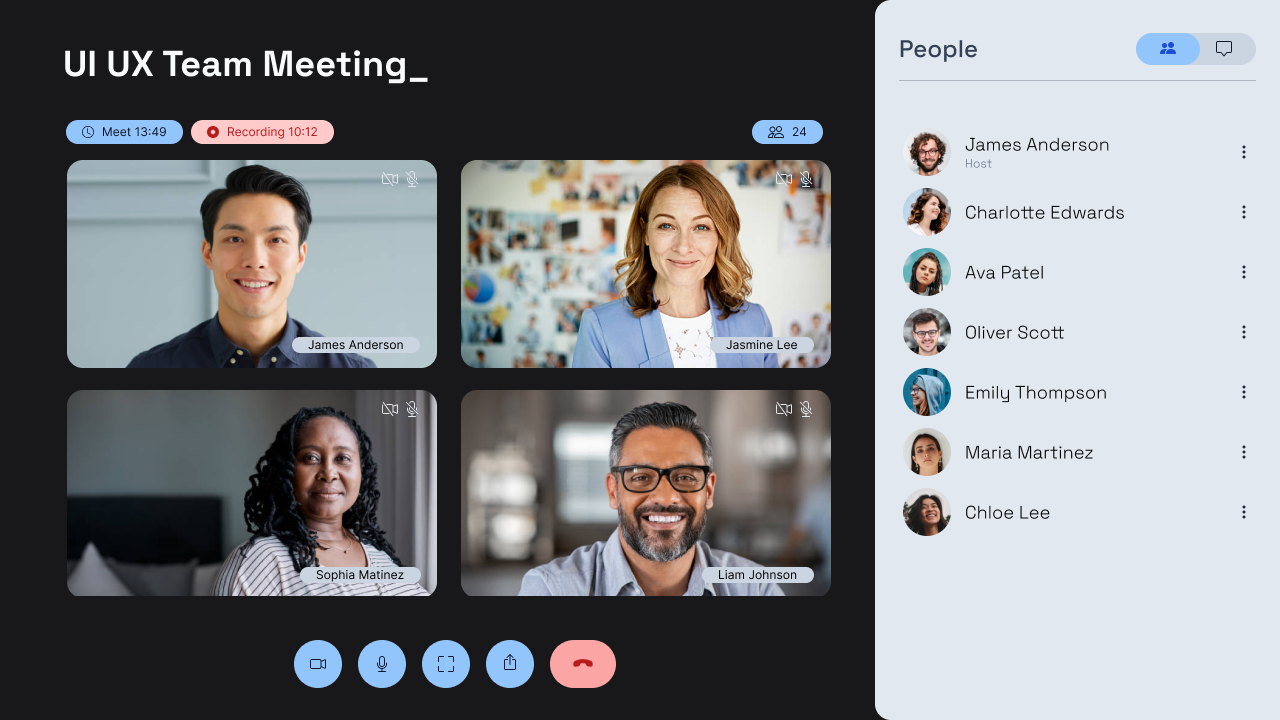 UI UX Team Meeting_
Meet 13:49
Recording 10:12
24
James Anderson
Jasmine Lee
Sophia Matinez
Liam Johnson
People
James Anderson
Host
Charlotte Edwards
Ava Patel
Oliver Scott
Emily Thompson
Maria Martinez
Chloe Lee